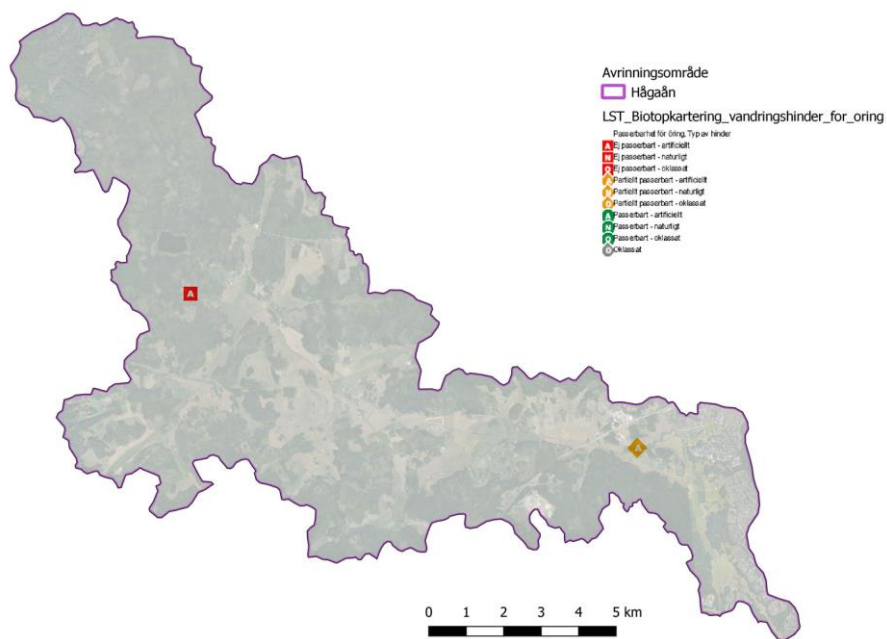 Avrinningsområde
Hågaån
LST_Biotopkartering_vandringshinder_for_oring
Passerbarhet för öring, Typ av hinder
A Ej passerbart - artificiellt
N Ej passerbart - naturligt
O Ej passerbart - oklassat
A Partiellt passerbart - artificiellt
N Partiellt passerbart - naturligt
O Partiellt passerbart - oklassat
A Passerbart - artificiellt
N Passerbart - naturligt
O Passerbart - oklassat
O Oklassat
A
A
0 1 2 3 4 5 km